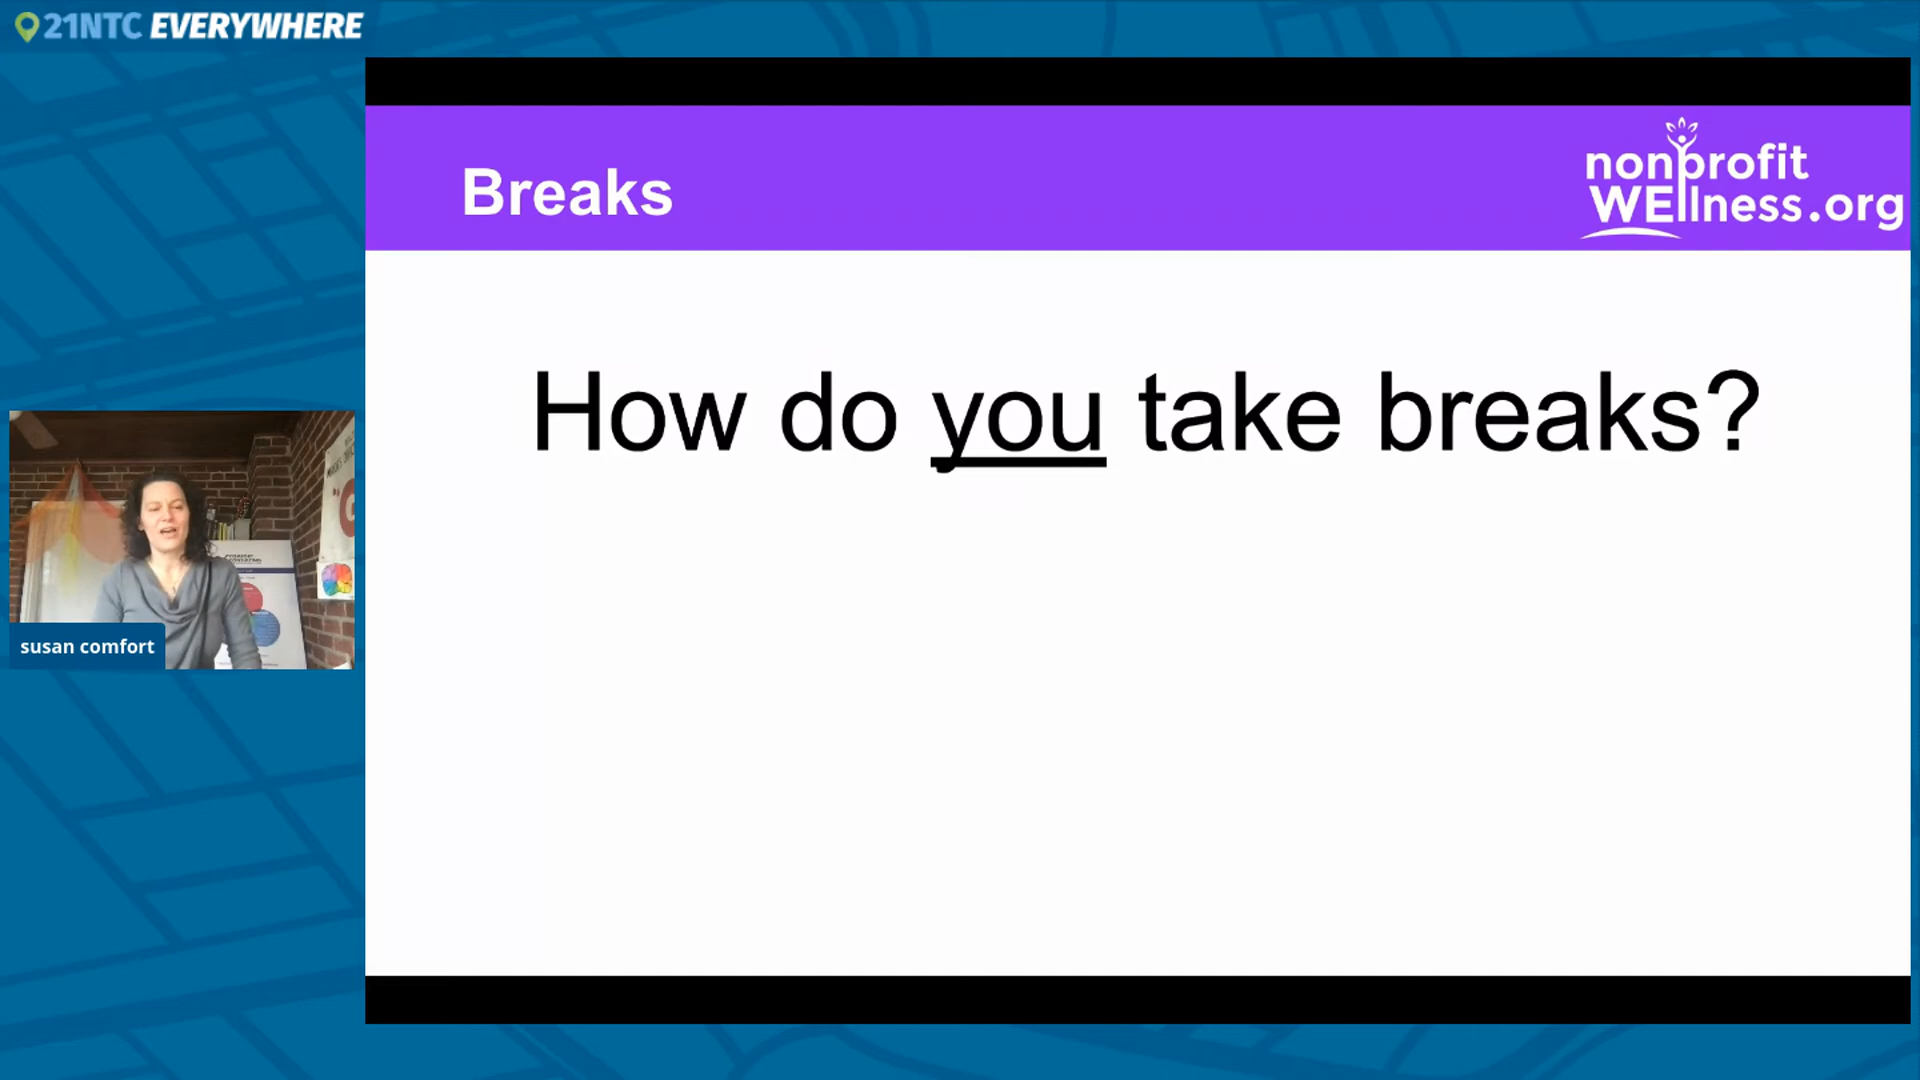 21NTC EVERYWHERE
Breaks
nonprofit
WEllness.org
How do you take breaks?
susan comfort